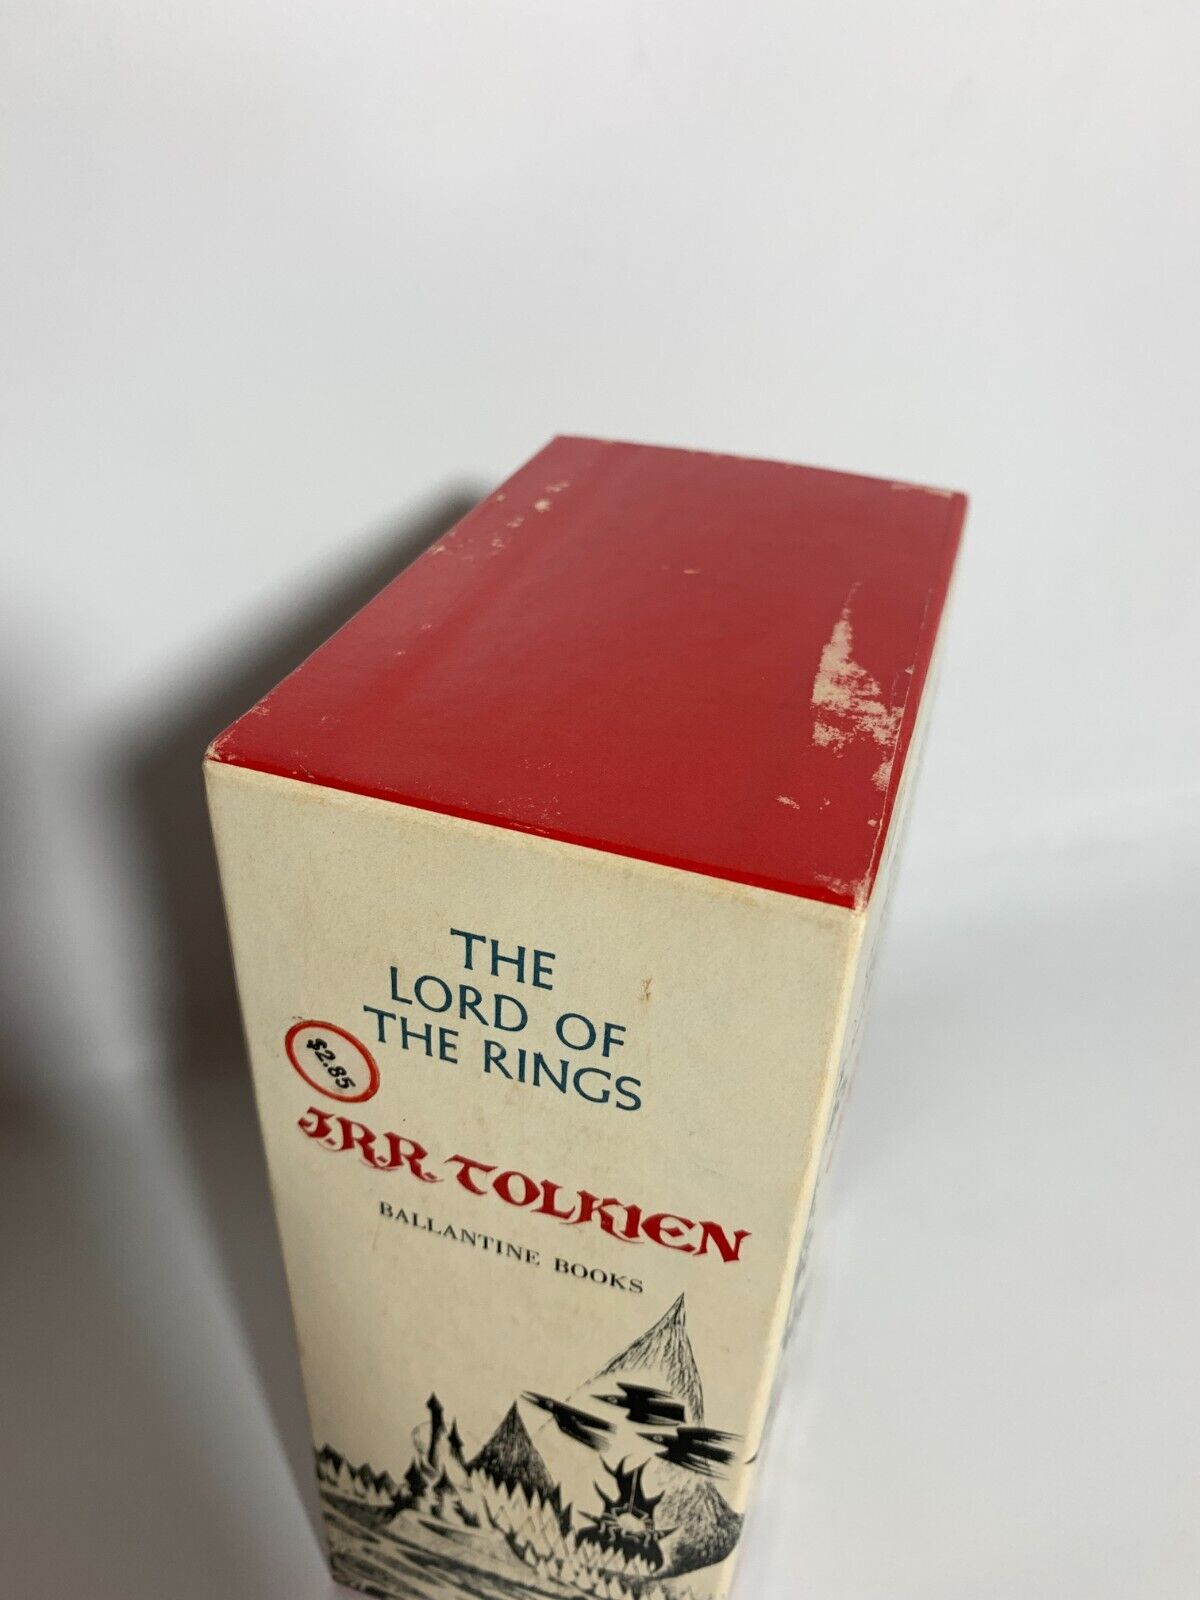 THE
LORD OF
THE RINGS
$2.85
J.R.R. TOLKIEN
BALLANTINE BOOKS